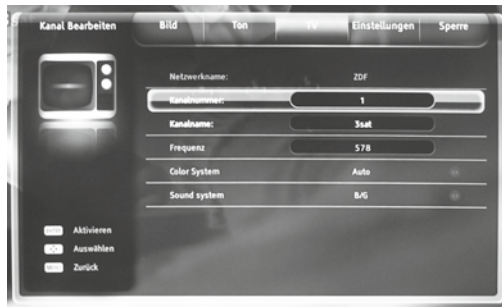 Kanal Bearbeiten
Bild Ton TV Einstellungen Sperre
Netzwerkname: ZDF
Kanalnummer: 1
Kanalname: 3sat
Frequenz 578
Color System Auto
Sound system B/G
Aktivieren
Auswählen
MENU Zurück